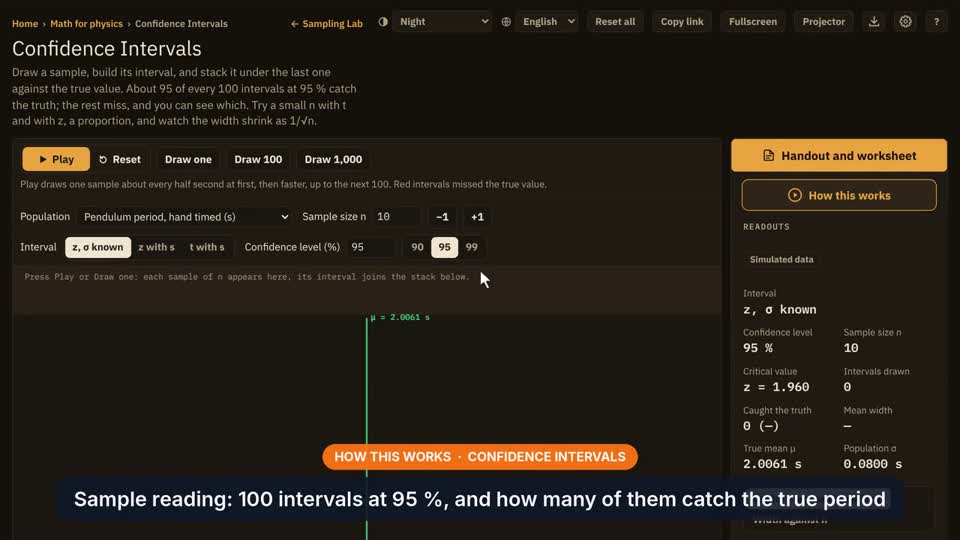 Home › Math for physics › Confidence Intervals
← Sampling Lab
Night
English
Reset all
Copy link
Fullscreen
Projector
?
Confidence Intervals
Draw a sample, build its interval, and stack it under the last one
against the true value. About 95 of every 100 intervals at 95 % catch
the truth; the rest miss, and you can see which. Try a small n with t
and with z, a proportion, and watch the width shrink as 1/√n.
Play
Reset
Draw one
Draw 100
Draw 1,000
Play draws one sample about every half second at first, then faster, up to the next 100. Red intervals missed the true value.
Population
Pendulum period, hand timed (s)
Sample size n
10
−1
+1
Interval
z, σ known
z with s
t with s
Confidence level (%)
95
90
95
99
Press Play or Draw one: each sample of n appears here, its interval joins the stack below.
μ = 2.0061 s
Handout and worksheet
How this works
READOUTS
Simulated data
Interval
z, σ known
Confidence level
95 %
Sample size n
10
Critical value
z = 1.960
Intervals drawn
0
Caught the truth
0 (—)
Mean width
—
True mean μ
2.0061 s
Population σ
0.0800 s
HOW THIS WORKS · CONFIDENCE INTERVALS
Sample reading: 100 intervals at 95 %, and how many of them catch the true period